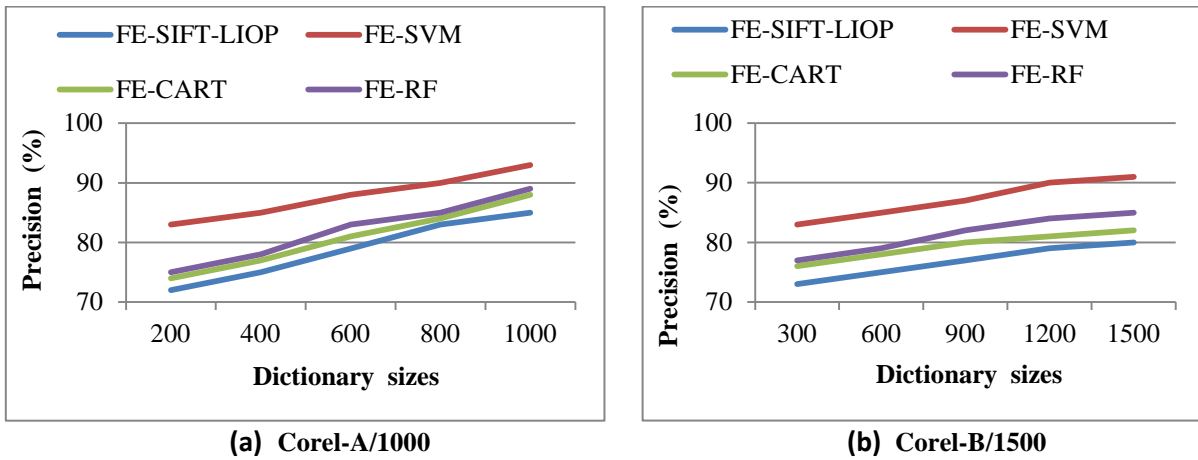 FE-SIFT-LIOP FE-SVM
FE-CART FE-RF
Precision (%)
100
90
80
70
200 400 600 800 1000
Dictionary sizes
(a) Corel-A/1000
FE-SIFT-LIOP FE-SVM
FE-CART FE-RF
Precision (%)
100
90
80
70
300 600 900 1200 1500
Dictionary sizes
(b) Corel-B/1500